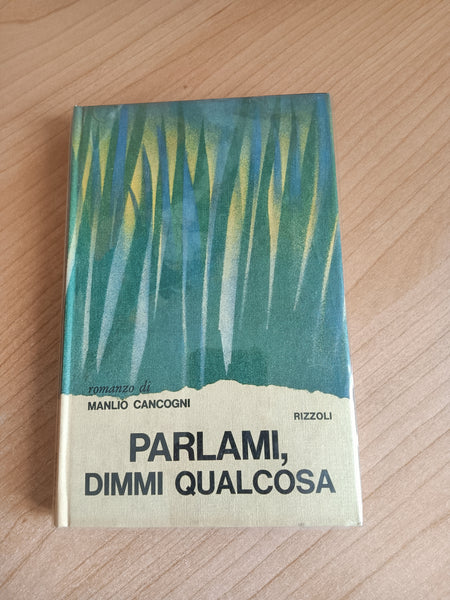 romanzo di
MANLIO CANCOGNI
RIZZOLI
PARLAMI,
DIMMI QUALCOSA